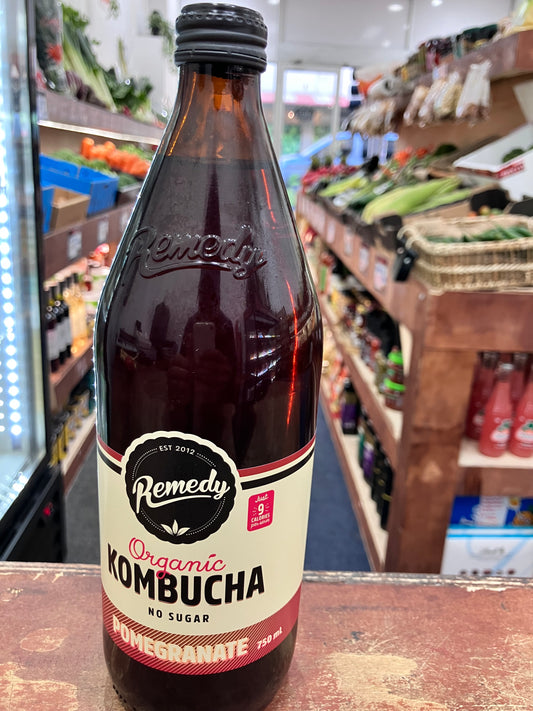 Remedy
EST 2012
Remedy
Just
9
CALORIES
Organic
KOMBUCHA
NO SUGAR
POMEGRANATE 750 mL